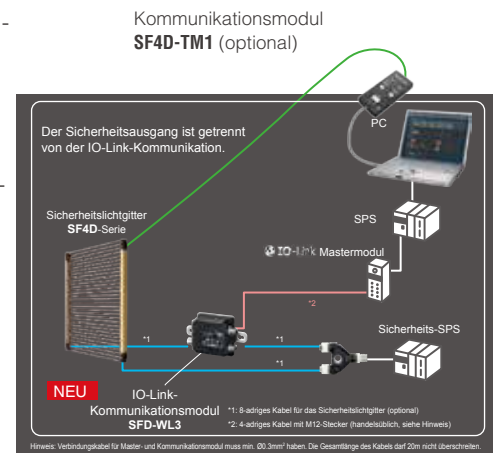 -
Kommunikationsmodul
SF4D-TM1 (optional)
Der Sicherheitsausgang ist getrennt
von der IO-Link-Kommunikation.
PC
-
Sicherheitslichtgitter
SF4D-Serie
SPS
IO-Link Mastermodul
*2
Sicherheits-SPS
*1
*1
*1
NEU
IO-Link-
Kommunikationsmodul
SFD-WL3
*1: 8-adriges Kabel für das Sicherheitslichtgitter (optional)
*2: 4-adriges Kabel mit M12-Stecker (handelsüblich, siehe Hinweis)
Hinweis: Verbindungskabel für Master- und Kommunikationsmodul muss min. Ø0.3mm² haben. Die Gesamtlänge des Kabels darf 20m nicht überschreiten.